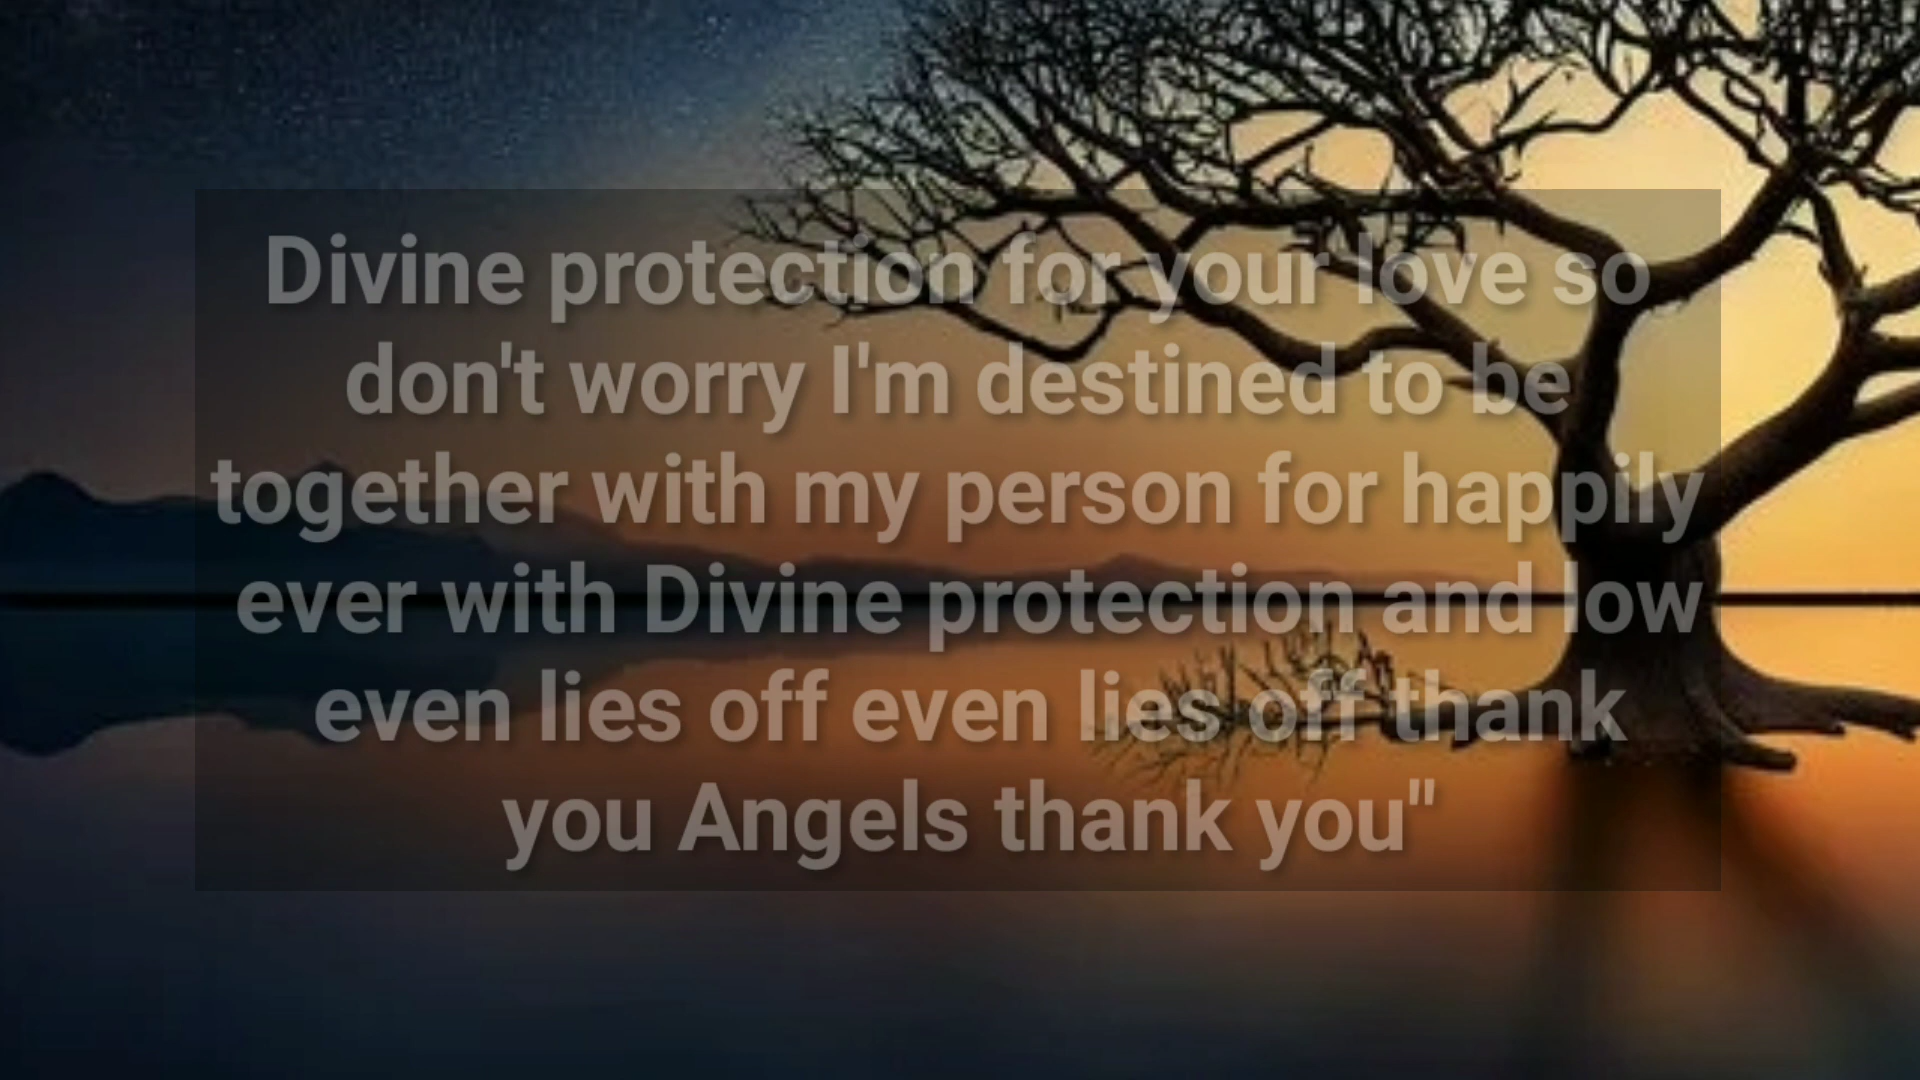 Divine protection for your love so
don't worry I'm destined to be
together with my person for happily
ever with Divine protection and low
even lies off even lies off thank
you Angels thank you"